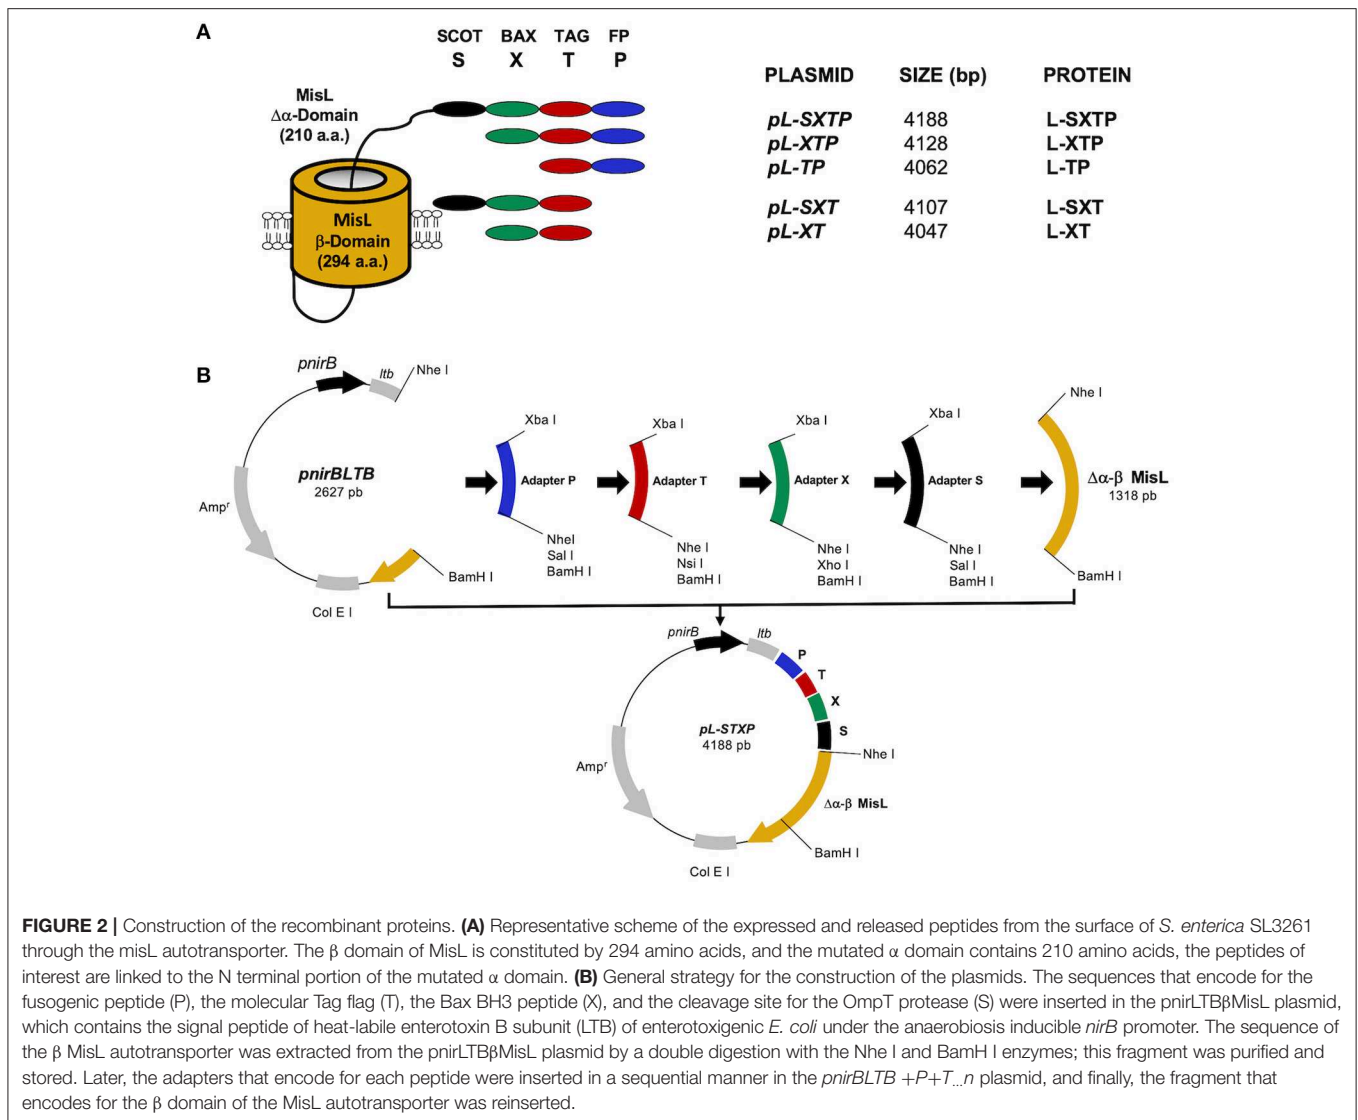 A
SCOT BAX TAG FP
S X T P
MisL
Δα-Domain
(210 a.a.)
MisL
β-Domain
(294 a.a.)
PLASMID SIZE (bp) PROTEIN
pL-SXTP 4188 L-SXTP
pL-XTP 4128 L-XTP
pL-TP 4062 L-TP
pL-SXT 4107 L-SXT
pL-XT 4047 L-XT
B
pnirB
ltb
Nhe I
pnirBLTB
2627 pb
Ampʳ
Col E I
BamH I
Xba I
Adapter P
NheI
Sal I
BamH I
Xba I
Adapter T
Nhe I
Nsi I
BamH I
Xba I
Adapter X
Nhe I
Xho I
BamH I
Xba I
Adapter S
Nhe I
Sal I
BamH I
Nhe I
Δα-β MisL
1318 pb
BamH I
pnirB
ltb
P
T
X
S
pL-STXP
4188 pb
Nhe I
Ampʳ
Δα-β MisL
BamH I
Col E I
FIGURE 2 | Construction of the recombinant proteins. (A) Representative scheme of the expressed and released peptides from the surface of S. enterica SL3261
through the misL autotransporter. The β domain of MisL is constituted by 294 amino acids, and the mutated α domain contains 210 amino acids, the peptides of
interest are linked to the N terminal portion of the mutated α domain. (B) General strategy for the construction of the plasmids. The sequences that encode for the
fusogenic peptide (P), the molecular Tag flag (T), the Bax BH3 peptide (X), and the cleavage site for the OmpT protease (S) were inserted in the pnirLTBβMisL plasmid,
which contains the signal peptide of heat-labile enterotoxin B subunit (LTB) of enterotoxigenic E. coli under the anaerobiosis inducible nirB promoter. The sequence of
the β MisL autotransporter was extracted from the pnirLTBβMisL plasmid by a double digestion with the Nhe I and BamH I enzymes; this fragment was purified and
stored. Later, the adapters that encode for each peptide were inserted in a sequential manner in the pnirBLTB +P+T...n plasmid, and finally, the fragment that
encodes for the β domain of the MisL autotransporter was reinserted.